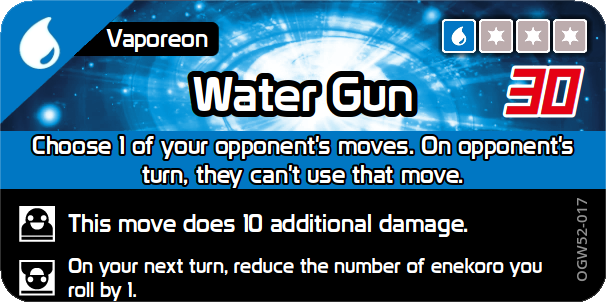 Vaporeon
Water Gun
30
Choose 1 of your opponent's moves. On opponent's
turn, they can't use that move.
This move does 10 additional damage.
On your next turn, reduce the number of enekoro you
roll by 1.
OGW52-017